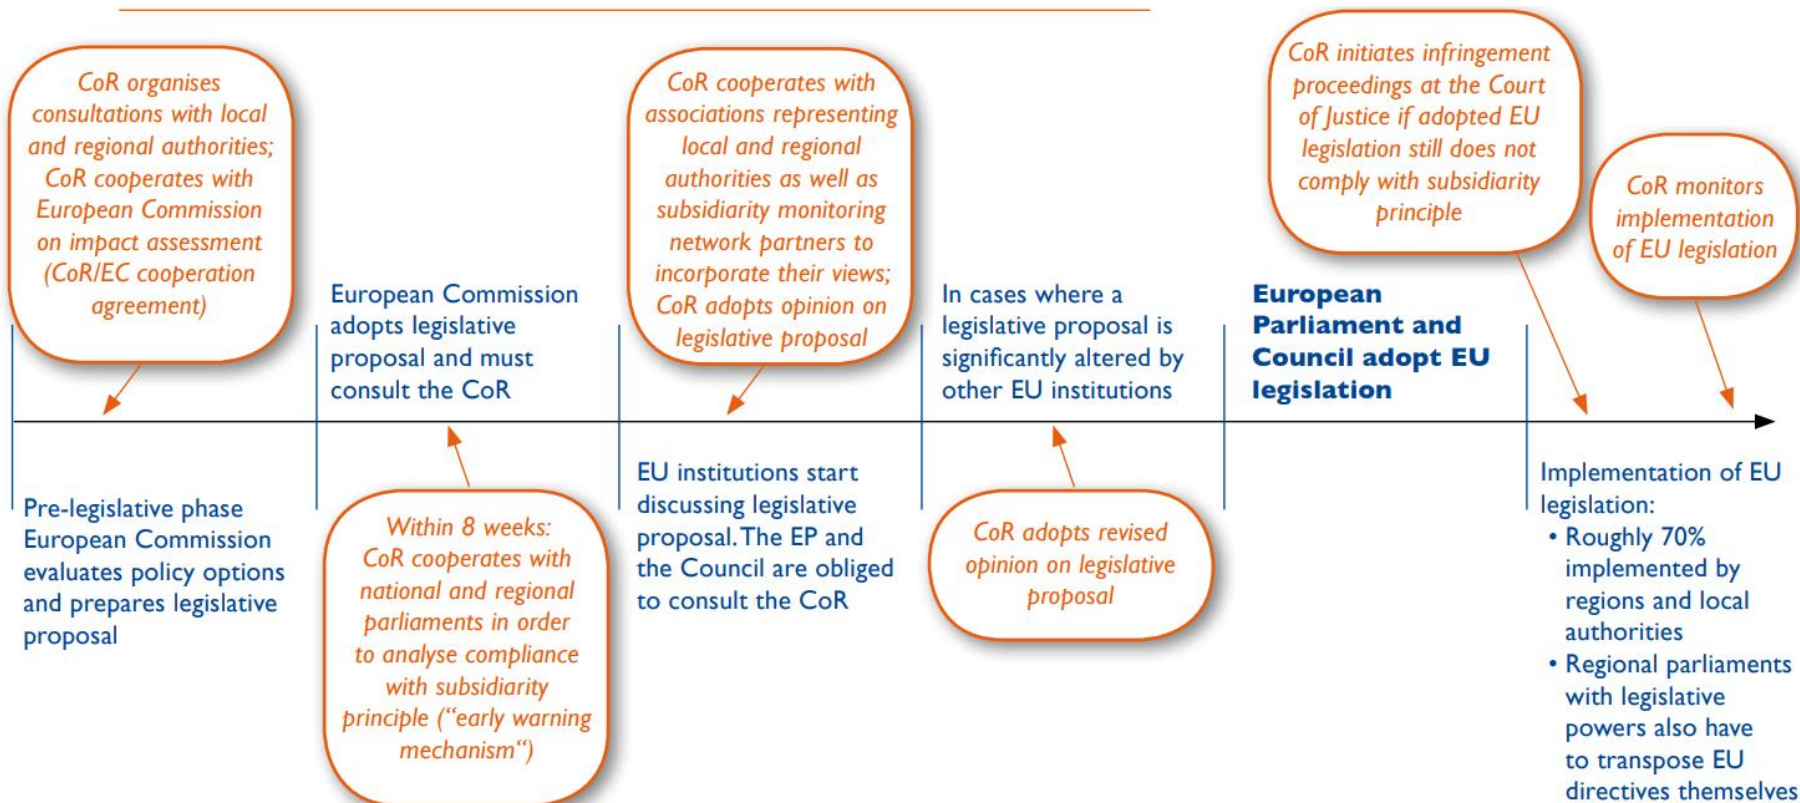 CoR organises
consultations with local
and regional authorities;
CoR cooperates with
European Commission
on impact assessment
(CoR/EC cooperation
agreement)
Pre-legislative phase
European Commission
evaluates policy options
and prepares legislative
proposal
European Commission
adopts legislative
proposal and must
consult the CoR
Within 8 weeks:
CoR cooperates with
national and regional
parliaments in order
to analyse compliance
with subsidiarity
principle (“early warning
mechanism“)
CoR cooperates with
associations representing
local and regional
authorities as well as
subsidiarity monitoring
network partners to
incorporate their views;
CoR adopts opinion on
legislative proposal
EU institutions start
discussing legislative
proposal. The EP and
the Council are obliged
to consult the CoR
In cases where a
legislative proposal is
significantly altered by
other EU institutions
CoR adopts revised
opinion on legislative
proposal
European
Parliament and
Council adopt EU
legislation
CoR initiates infringement
proceedings at the Court
of Justice if adopted EU
legislation still does not
comply with subsidiarity
principle
CoR monitors
implementation
of EU legislation
Implementation of EU
legislation:
• Roughly 70%
implemented by
regions and local
authorities
• Regional parliaments
with legislative
powers also have
to transpose EU
directives themselves